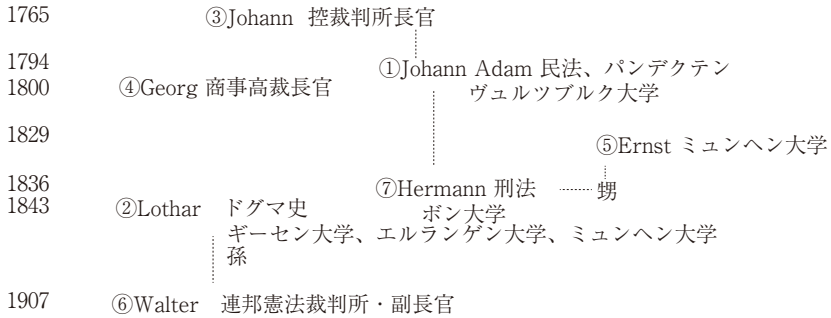 1765 ③Johann 控裁判所長官
1794 ①Johann Adam 民法、パンデクテン
1800 ④Georg 商事高裁長官 ヴュルツブルク大学
1829 ⑤Ernst ミュンヘン大学
1836 ⑦Hermann 刑法 甥
1843 ②Lothar ドグマ史 ボン大学
ギーセン大学、エルランゲン大学、ミュンヘン大学
孫
1907 ⑥Walter 連邦憲法裁判所・副長官